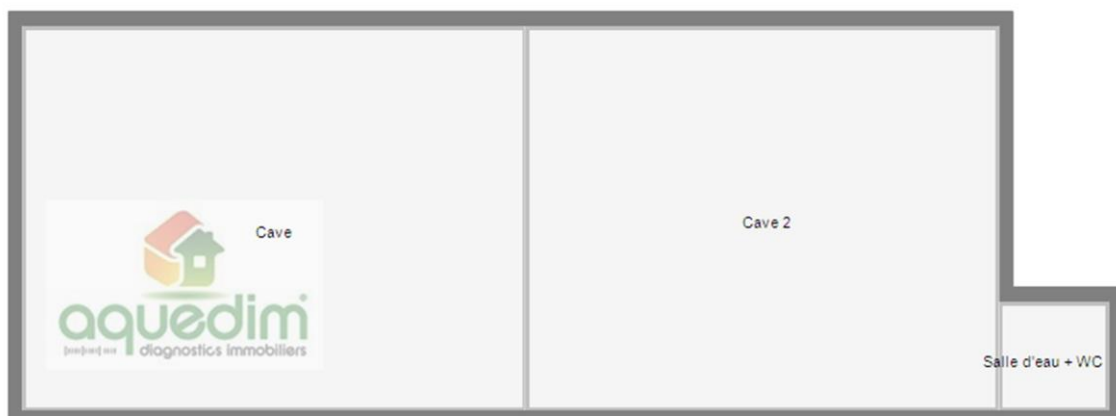 Cave 2
Cave
aquedim
diagnostics immobiliers
Salle d'eau + WC